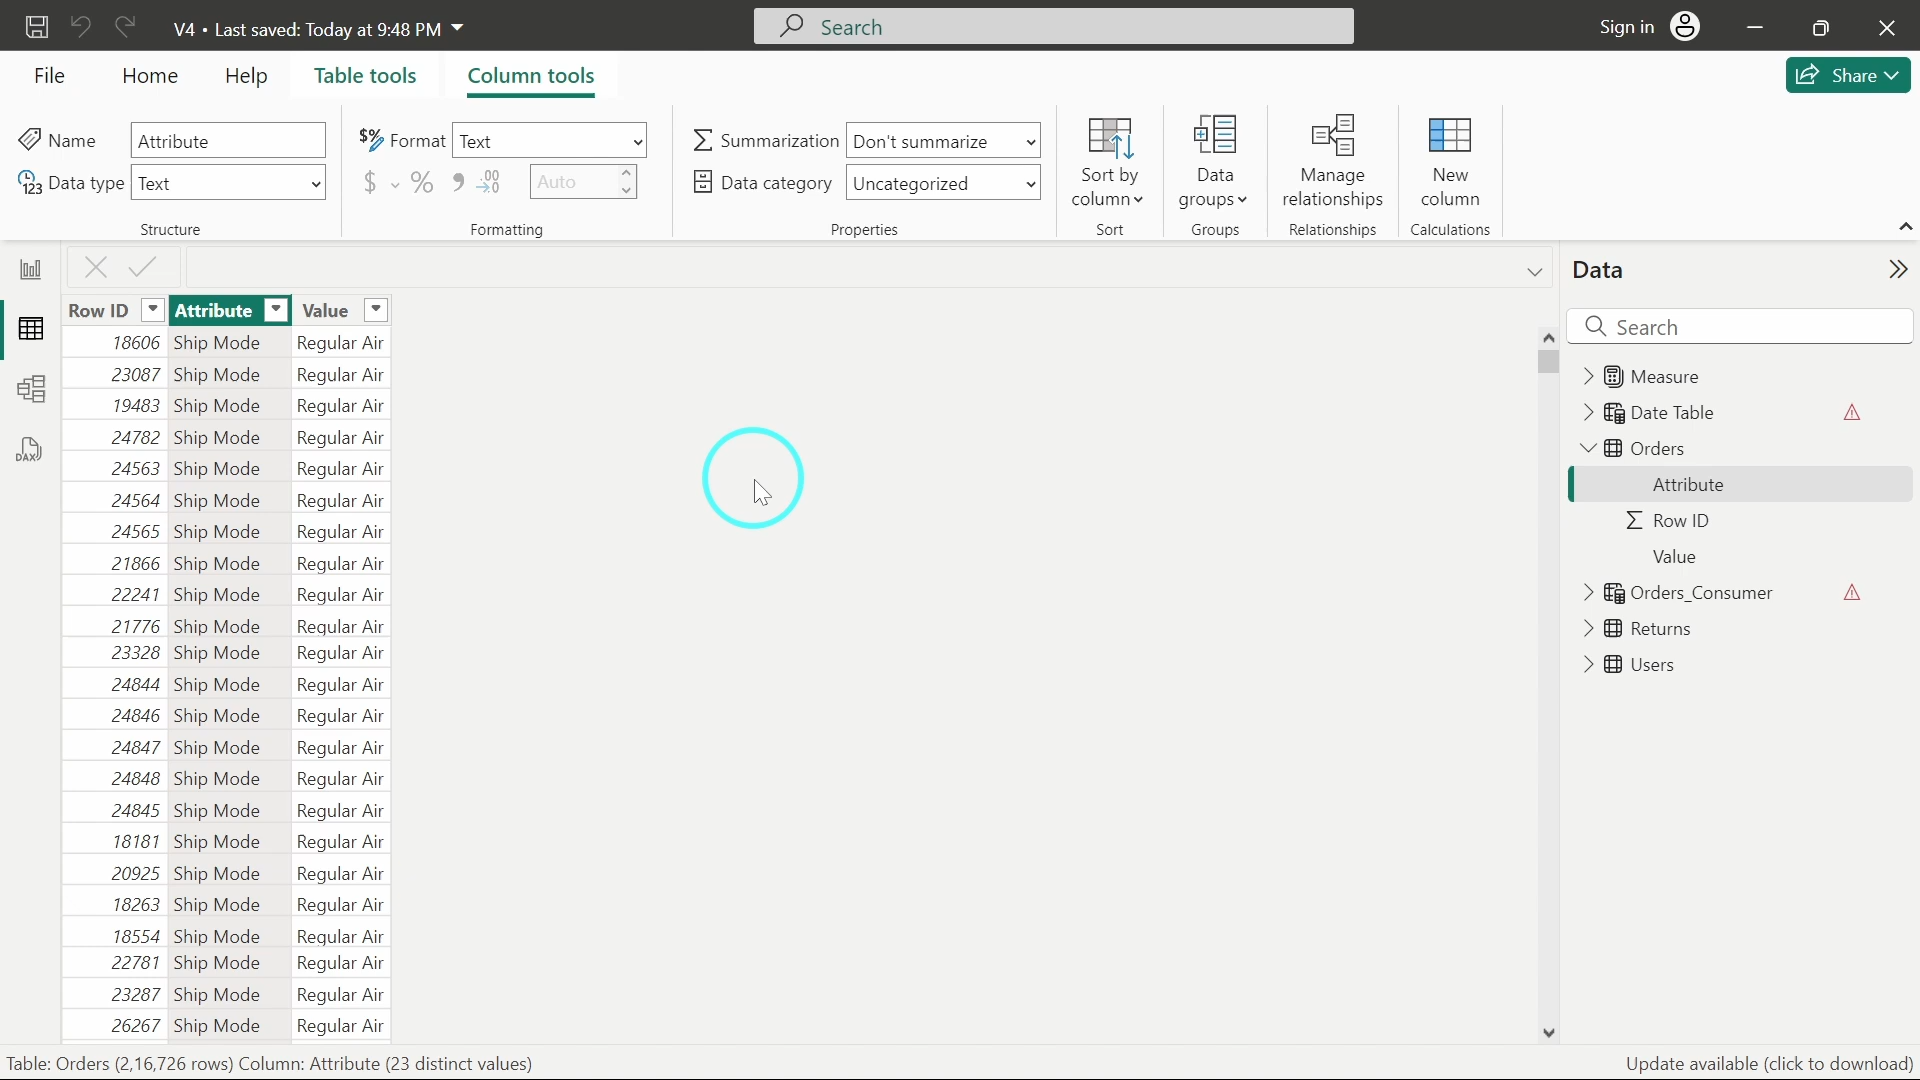 V4 • Last saved: Today at 9:48 PM
Search
Sign in
File
Home
Help
Table tools
Column tools
Share
Name
Attribute
Data type
Text
Structure
Format
Text
$
%
Auto
Formatting
Summarization
Don't summarize
Data category
Uncategorized
Properties
Sort by
column
Sort
Data
groups
Groups
Manage
relationships
Relationships
New
column
Calculations
Row ID Attribute Value
18606 Ship Mode Regular Air
23087 Ship Mode Regular Air
19483 Ship Mode Regular Air
24782 Ship Mode Regular Air
24563 Ship Mode Regular Air
24564 Ship Mode Regular Air
24565 Ship Mode Regular Air
21866 Ship Mode Regular Air
22241 Ship Mode Regular Air
21776 Ship Mode Regular Air
23328 Ship Mode Regular Air
24844 Ship Mode Regular Air
24846 Ship Mode Regular Air
24847 Ship Mode Regular Air
24848 Ship Mode Regular Air
24845 Ship Mode Regular Air
18181 Ship Mode Regular Air
20925 Ship Mode Regular Air
18263 Ship Mode Regular Air
18554 Ship Mode Regular Air
22781 Ship Mode Regular Air
23287 Ship Mode Regular Air
26267 Ship Mode Regular Air
DAX
Data
Search
Measure
Date Table
Orders
Attribute
Σ Row ID
Value
Orders_Consumer
Returns
Users
Table: Orders (2,16,726 rows) Column: Attribute (23 distinct values)
Update available (click to download)